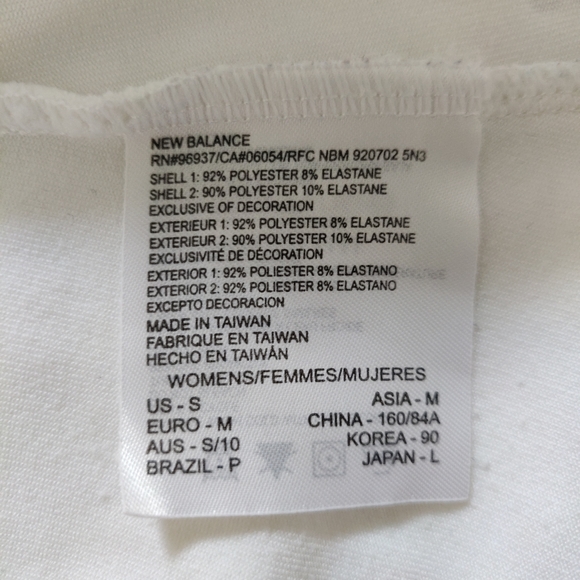 NEW BALANCE
RN#96937/CA#06054/RFC NBM 920702 5N3
SHELL 1: 92% POLYESTER 8% ELASTANE
SHELL 2: 90% POLYESTER 10% ELASTANE
EXCLUSIVE OF DECORATION
EXTERIEUR 1: 92% POLYESTER 8% ELASTANE
EXTERIEUR 2: 90% POLYESTER 10% ELASTANE
EXCLUSIVITÉ DE DÉCORATION
EXTERIOR 1: 92% POLIESTER 8% ELASTANO
EXTERIOR 2: 90% POLIESTER 8% ELASTANO
EXCEPTO DECORACION
MADE IN TAIWAN
FABRIQUE EN TAIWAN
HECHO EN TAIWÁN
WOMENS/FEMMES/MUJERES
US - S ASIA - M
EURO - M CHINA - 160/84A
AUS - S/10 KOREA - 90
BRAZIL - P JAPAN - L